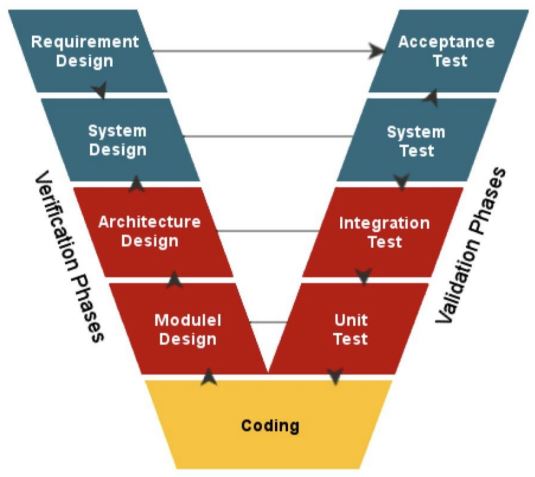 Requirement
Design
Acceptance
Test
System
Design
System
Test
Architecture
Design
Integration
Test
Modulel
Design
Unit
Test
Coding
Verification Phases
Validation Phases